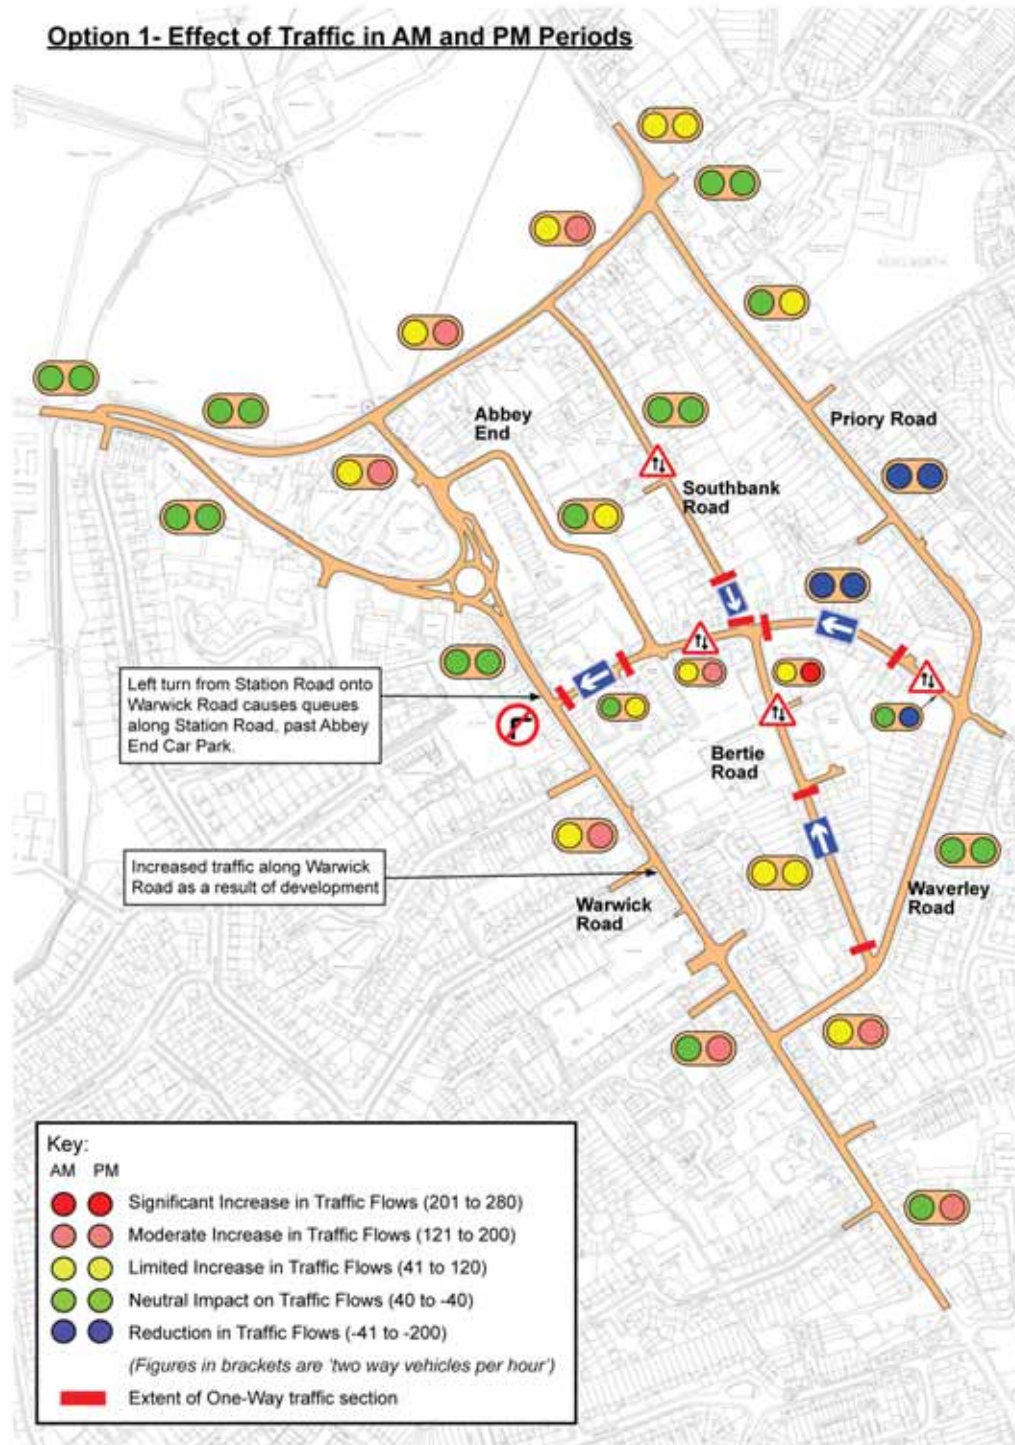 Option 1- Effect of Traffic in AM and PM Periods
KENILWORTH
Abbey
End
Priory Road
Southbank
Road
Left turn from Station Road onto
Warwick Road causes queues
along Station Road, past Abbey
End Car Park.
Bertie
Road
Increased traffic along Warwick
Road as a result of development
Waverley
Road
Warwick
Road
Key:
AM PM
Significant Increase in Traffic Flows (201 to 280)
Moderate Increase in Traffic Flows (121 to 200)
Limited Increase in Traffic Flows (41 to 120)
Neutral Impact on Traffic Flows (40 to -40)
Reduction in Traffic Flows (-41 to -200)
(Figures in brackets are 'two way vehicles per hour')
Extent of One-Way traffic section